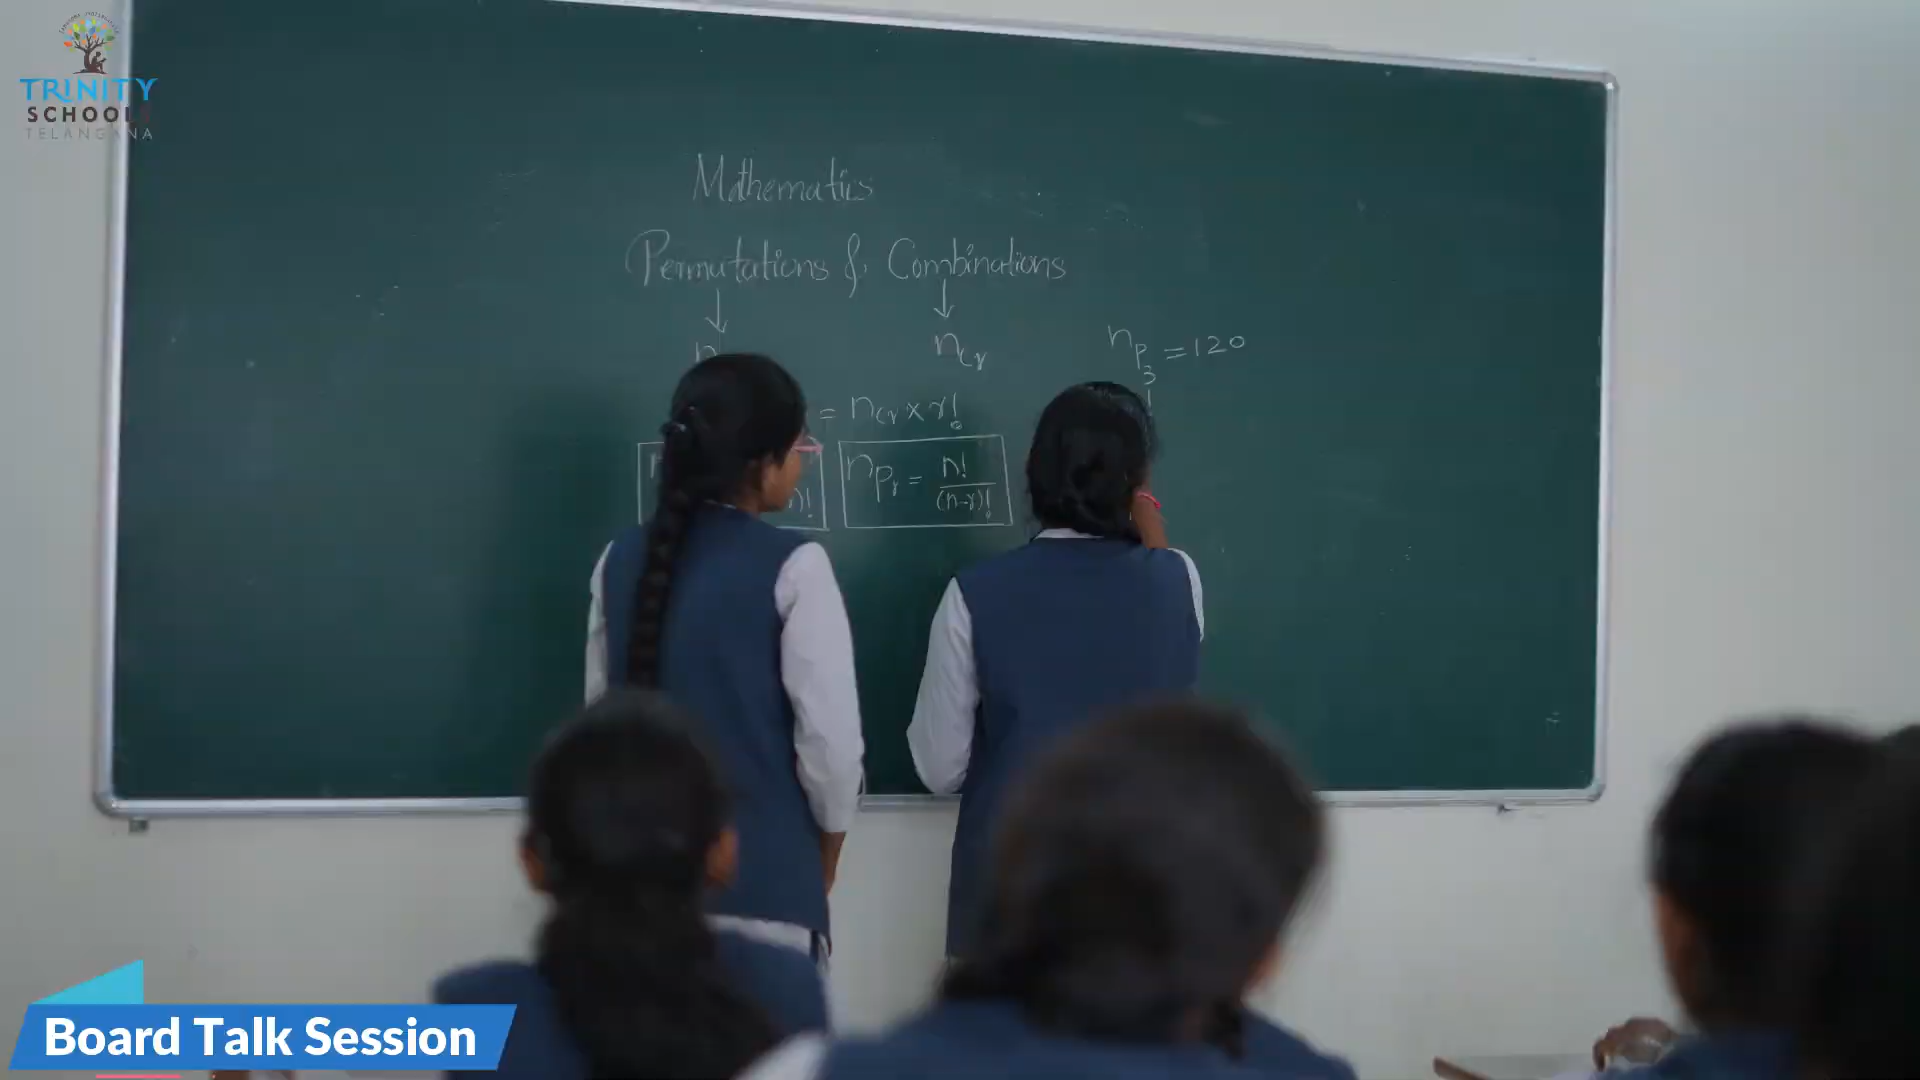 TRINITY
SCHOOLS
TELANGANA
Mathematics
Permutations & Combinations
n
nCr
nP3 = 120
= nCr x r!
nPr = n!/(n-r)!
Board Talk Session